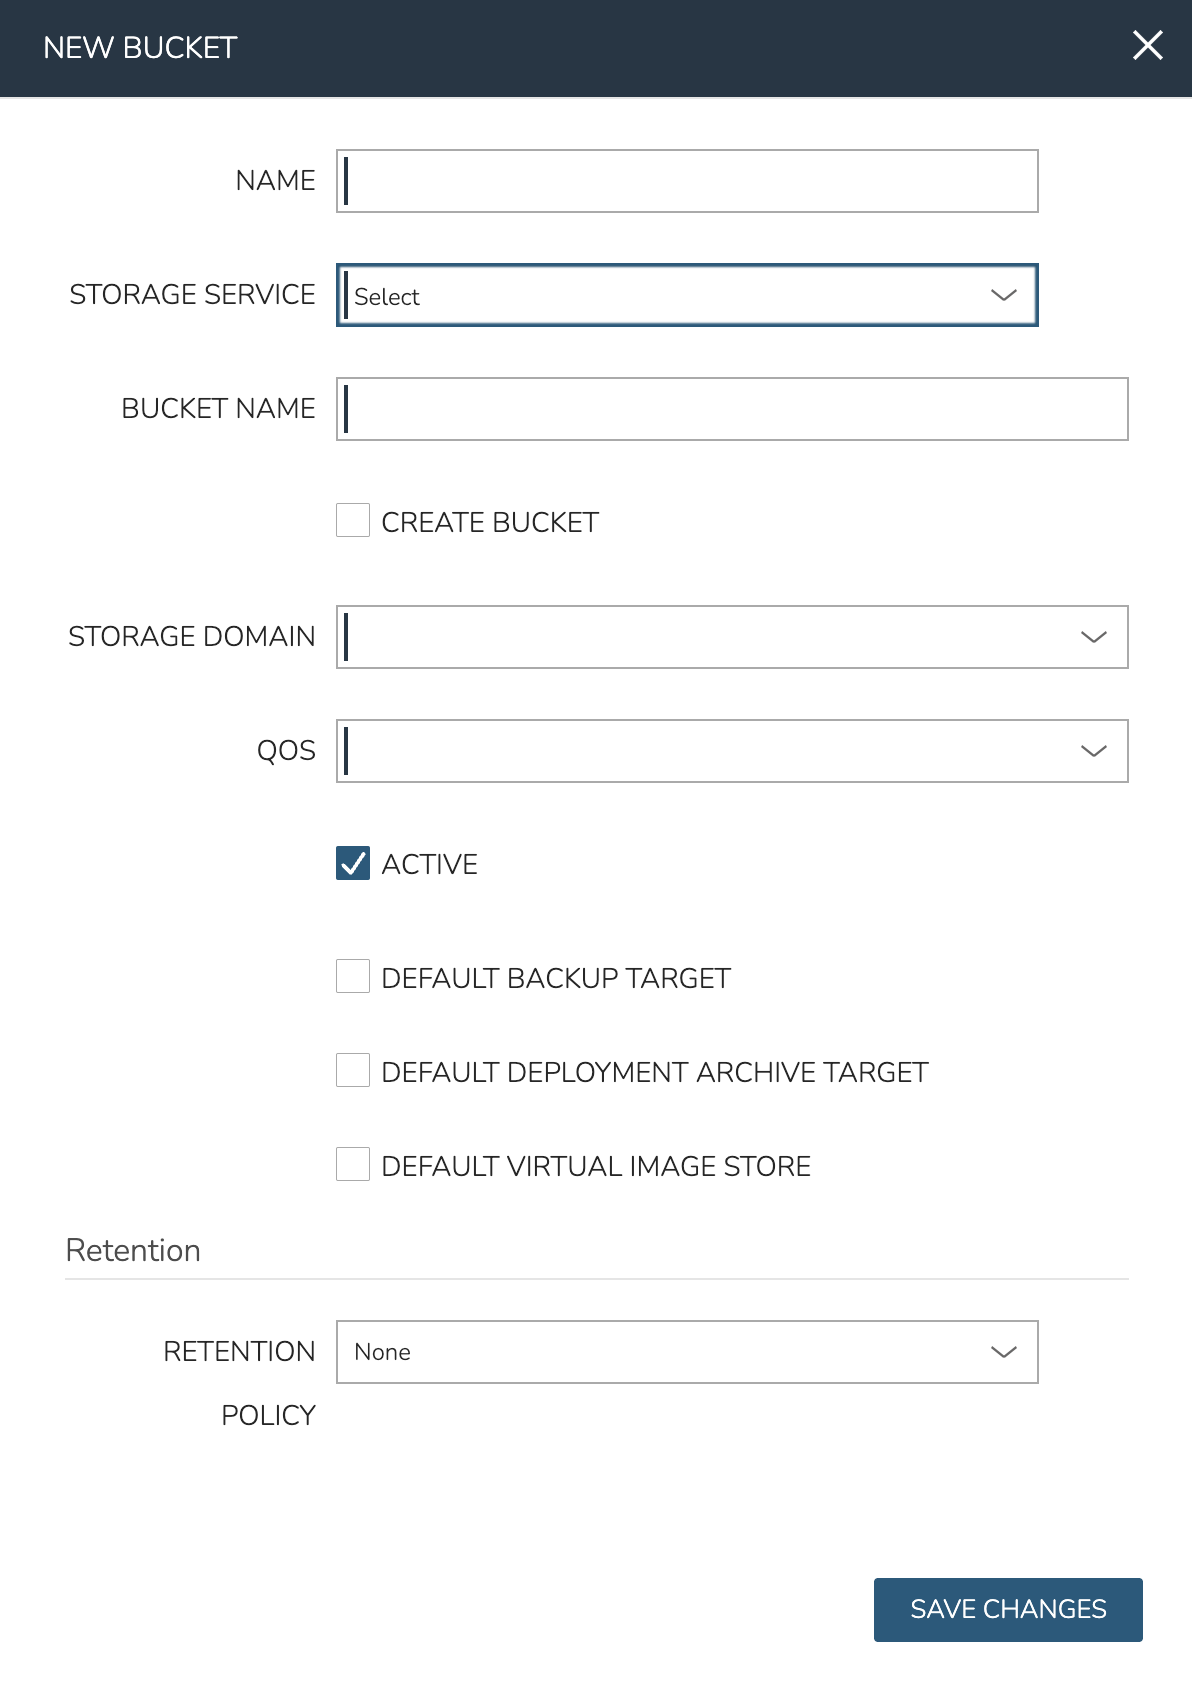 NEW BUCKET
NAME
STORAGE SERVICE Select
BUCKET NAME
CREATE BUCKET
STORAGE DOMAIN
QOS
ACTIVE
DEFAULT BACKUP TARGET
DEFAULT DEPLOYMENT ARCHIVE TARGET
DEFAULT VIRTUAL IMAGE STORE
Retention
RETENTION None
POLICY
SAVE CHANGES